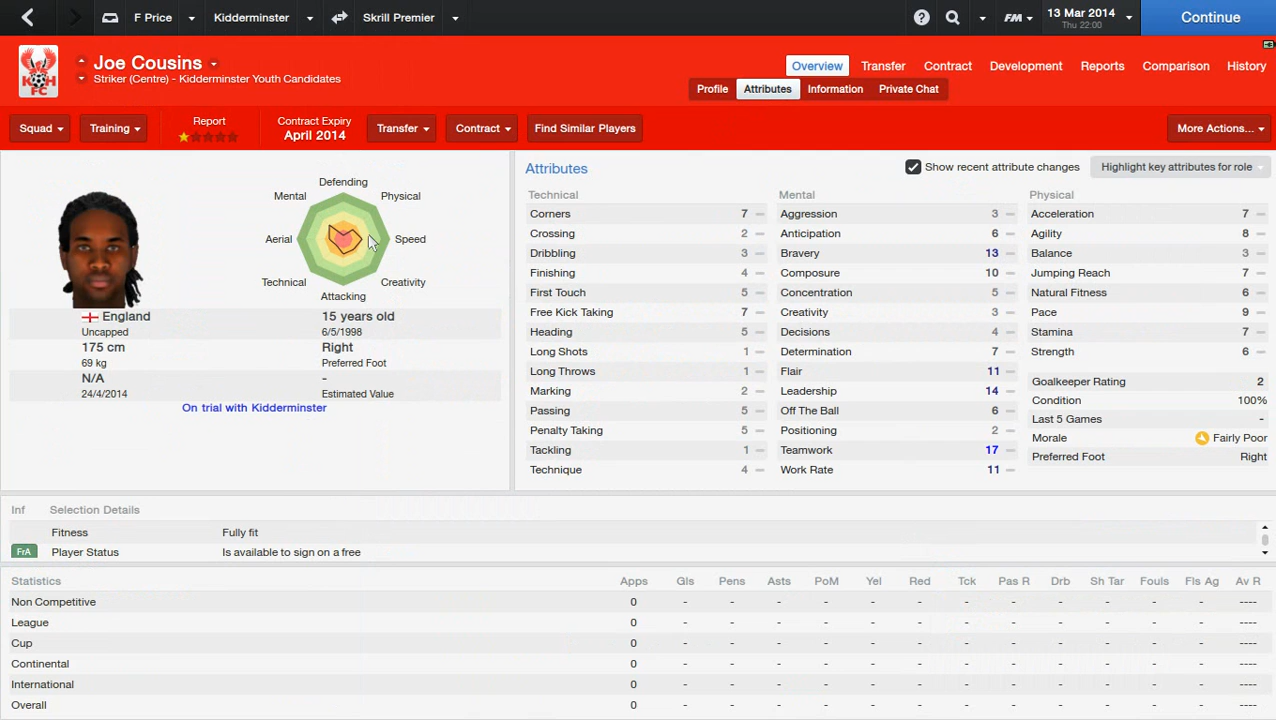 F Price Kidderminster Skrill Premier ? FM 13 Mar 2014 Continue
Thu 22:00
Joe Cousins
Striker (Centre) - Kidderminster Youth Candidates
KHFC
Overview Transfer Contract Development Reports Comparison History
Profile Attributes Information Private Chat
Squad Training Report Contract Expiry April 2014 Transfer Contract Find Similar Players More Actions...
Defending
Mental Physical
Aerial Speed
Technical Creativity
Attacking
England 15 years old
Uncapped 6/5/1998
175 cm Right
69 kg Preferred Foot
N/A -
24/4/2014 Estimated Value
On trial with Kidderminster
Attributes Show recent attribute changes Highlight key attributes for role
Technical Mental Physical
Corners 7 Aggression 3 Acceleration 7
Crossing 2 Anticipation 6 Agility 8
Dribbling 3 Bravery 13 Balance 3
Finishing 4 Composure 10 Jumping Reach 7
First Touch 5 Concentration 5 Natural Fitness 6
Free Kick Taking 7 Creativity 3 Pace 9
Heading 5 Decisions 4 Stamina 7
Long Shots 1 Determination 7 Strength 6
Long Throws 1 Flair 11 Goalkeeper Rating 2
Marking 2 Leadership 14 Condition 100%
Passing 5 Off The Ball 6 Last 5 Games -
Penalty Taking 5 Positioning 2 Morale Fairly Poor
Tackling 1 Teamwork 17 Preferred Foot Right
Technique 4 Work Rate 11
Inf Selection Details
Fitness Fully fit
FrA Player Status Is available to sign on a free
Statistics Apps Gls Pens Asts PoM Yel Red Tck Pas R Drb Sh Tar Fouls Fls Ag Av R
Non Competitive 0 - - - - - - - - - - - - ----
League 0 - - - - - - - - - - - - ----
Cup 0 - - - - - - - - - - - - ----
Continental 0 - - - - - - - - - - - - ----
International 0 - - - - - - - - - - - - ----
Overall 0 - - - - - - - - - - - - ----